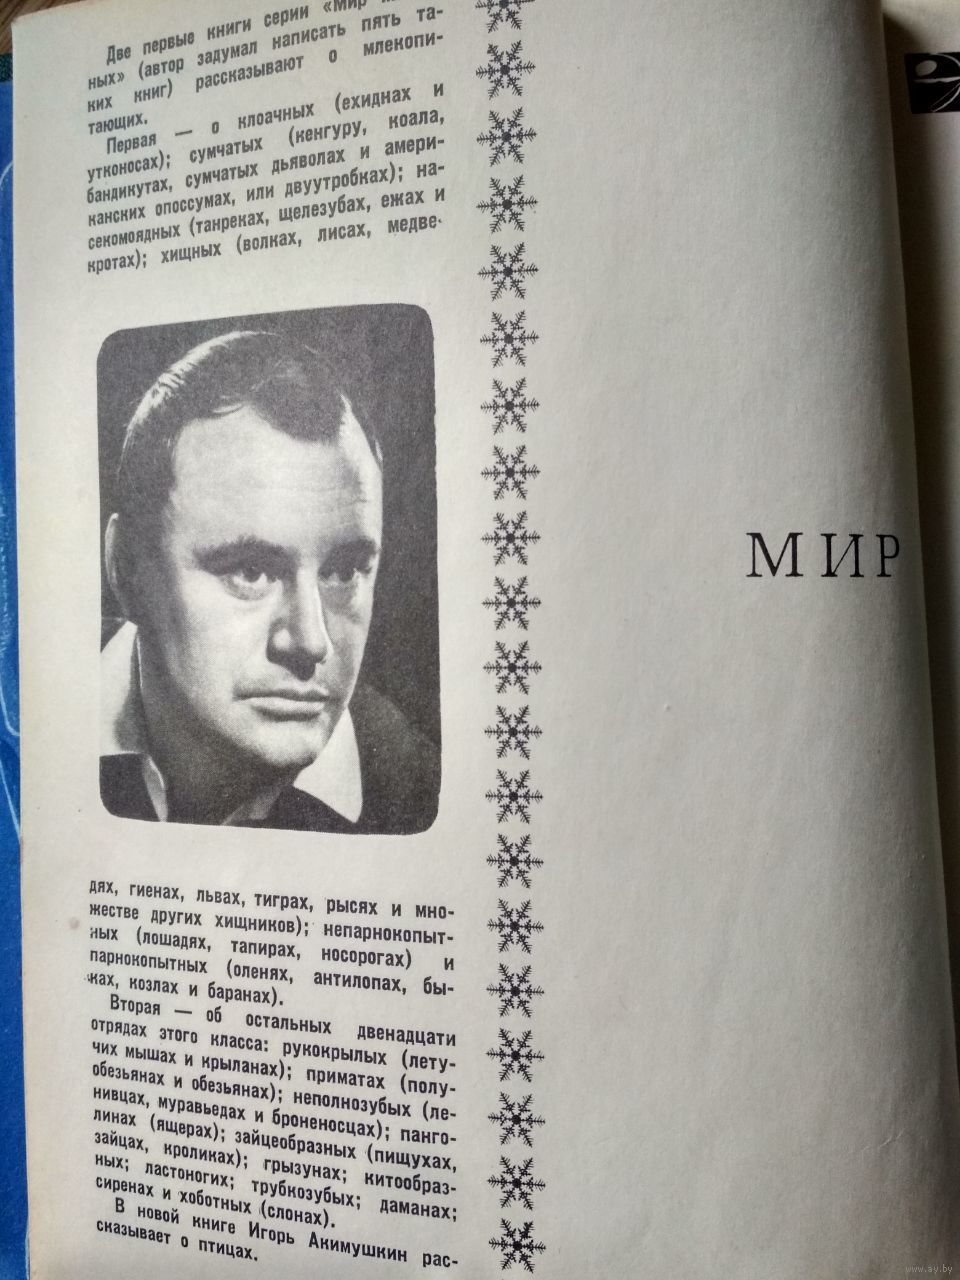 Две первые книги серии «Мир
ных» (автор задумал написать пять та-
ких книг) рассказывают о млекопи-
тающих.
Первая — о клоачных (ехиднах и
утконосах); сумчатых (кенгуру, коала,
бандикутах, сумчатых дьяволах и амери-
канских опоссумах, или двуутробках); на-
секомоядных (танреках, щелезубах, ежах и
кротах); хищных (волках, лисах, медве-
дях, гиенах, львах, тиграх, рысях и мно-
жестве других хищников); непарнокопыт-
ных (лошадях, тапирах, носорогах) и
парнокопытных (оленях, антилопах, бы-
ках, козлах и баранах).
Вторая — об остальных двенадцати
отрядах этого класса: рукокрылых (лету-
чих мышах и крыланах); приматах (полу-
обезьянах и обезьянах); неполнозубых (ле-
нивцах, муравьедах и броненосцах); панго-
линах (ящерах); зайцеобразных (пищухах,
зайцах, кроликах); грызунах; китообраз-
ных; ластоногих; трубкозубых; даманах;
сиренах и хоботных (слонах).
В новой книге Игорь Акимушкин рас-
сказывает о птицах.
МИР
www.ay.by